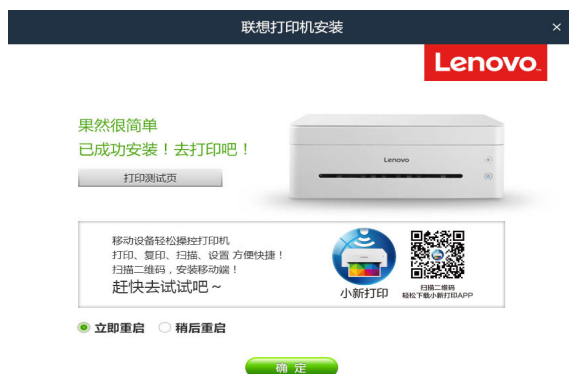 联想打印机安装
×
Lenovo
果然很简单
已成功安装！去打印吧！
打印测试页
Lenovo
移动设备轻松操控打印机
打印、复印、扫描、设置 方便快捷！
扫描二维码，安装移动端！
赶快去试试吧~
小新打印
扫描二维码
轻松下载小新打印APP
立即重启 稍后重启
确 定